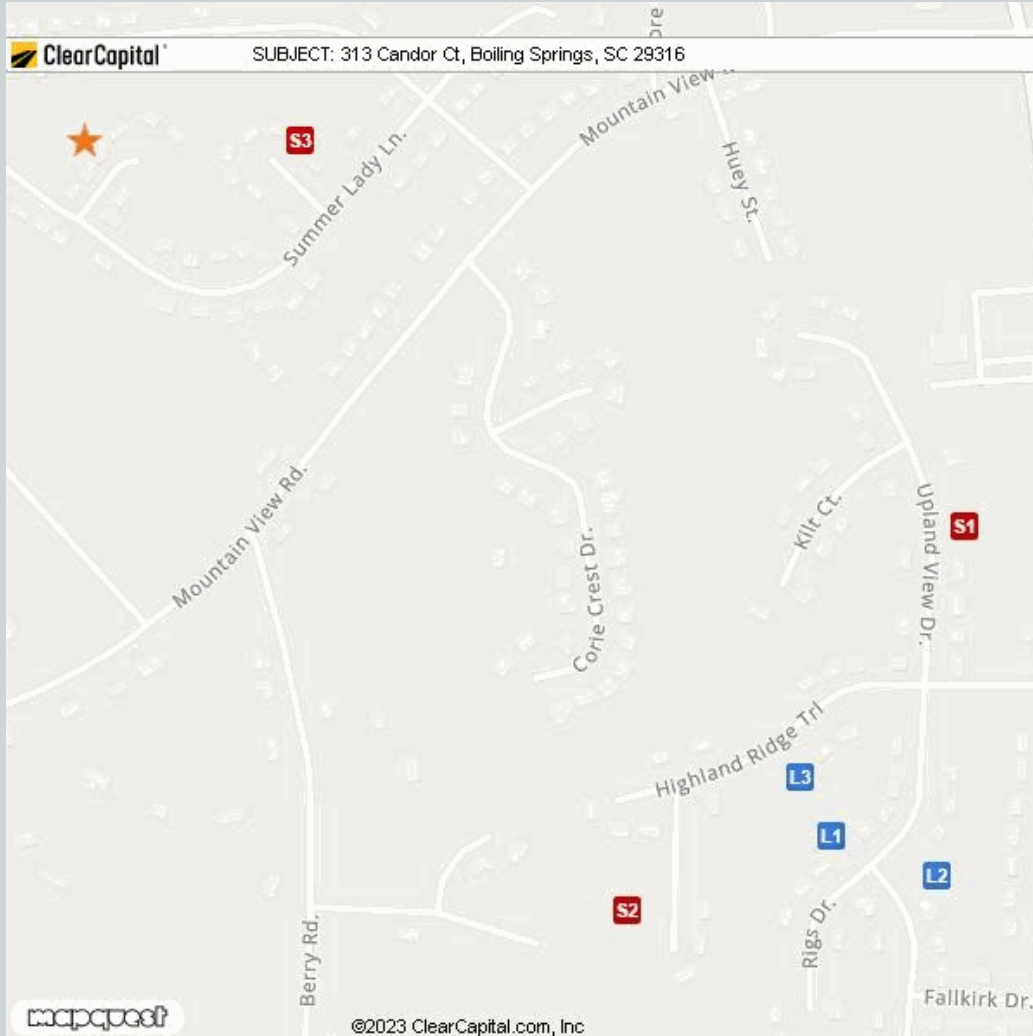 ore
ClearCapital
SUBJECT: 313 Candor Ct, Boiling Springs, SC 29316
Mountain View
S3
Summer Lady Ln.
Huey St.
Mountain View Rd.
Kilt Ct.
Upland View Dr.
S1
Corie Crest Dr.
Highland Ridge Trl
L3
L1
L2
S2
Rigs Dr.
Berry Rd.
Fallkirk Dr.
mapquest
©2023 ClearCapital.com, Inc